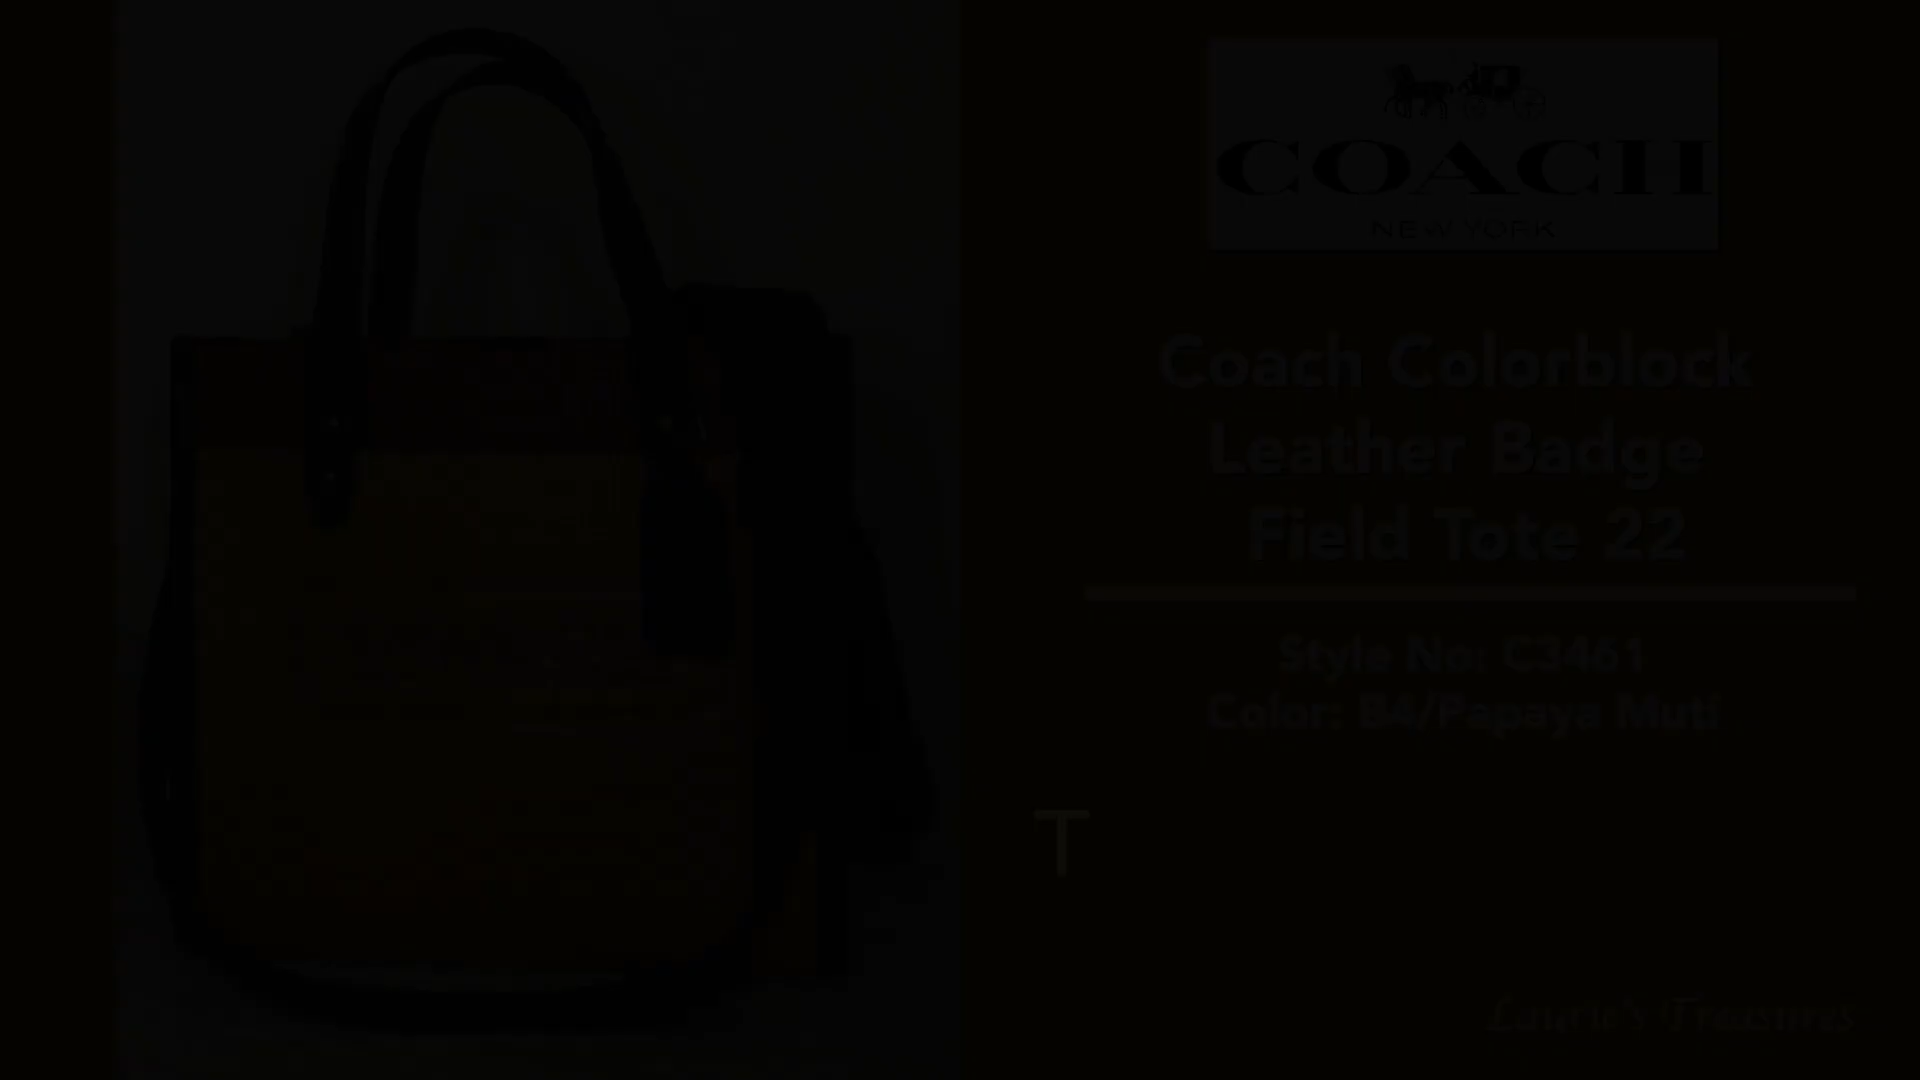 COACH
NEW YORK
Coach Colorblock
Leather Badge
Field Tote 22
Style No: C3461
Color: B4/Papaya Muti
T
Laurie's Treasures